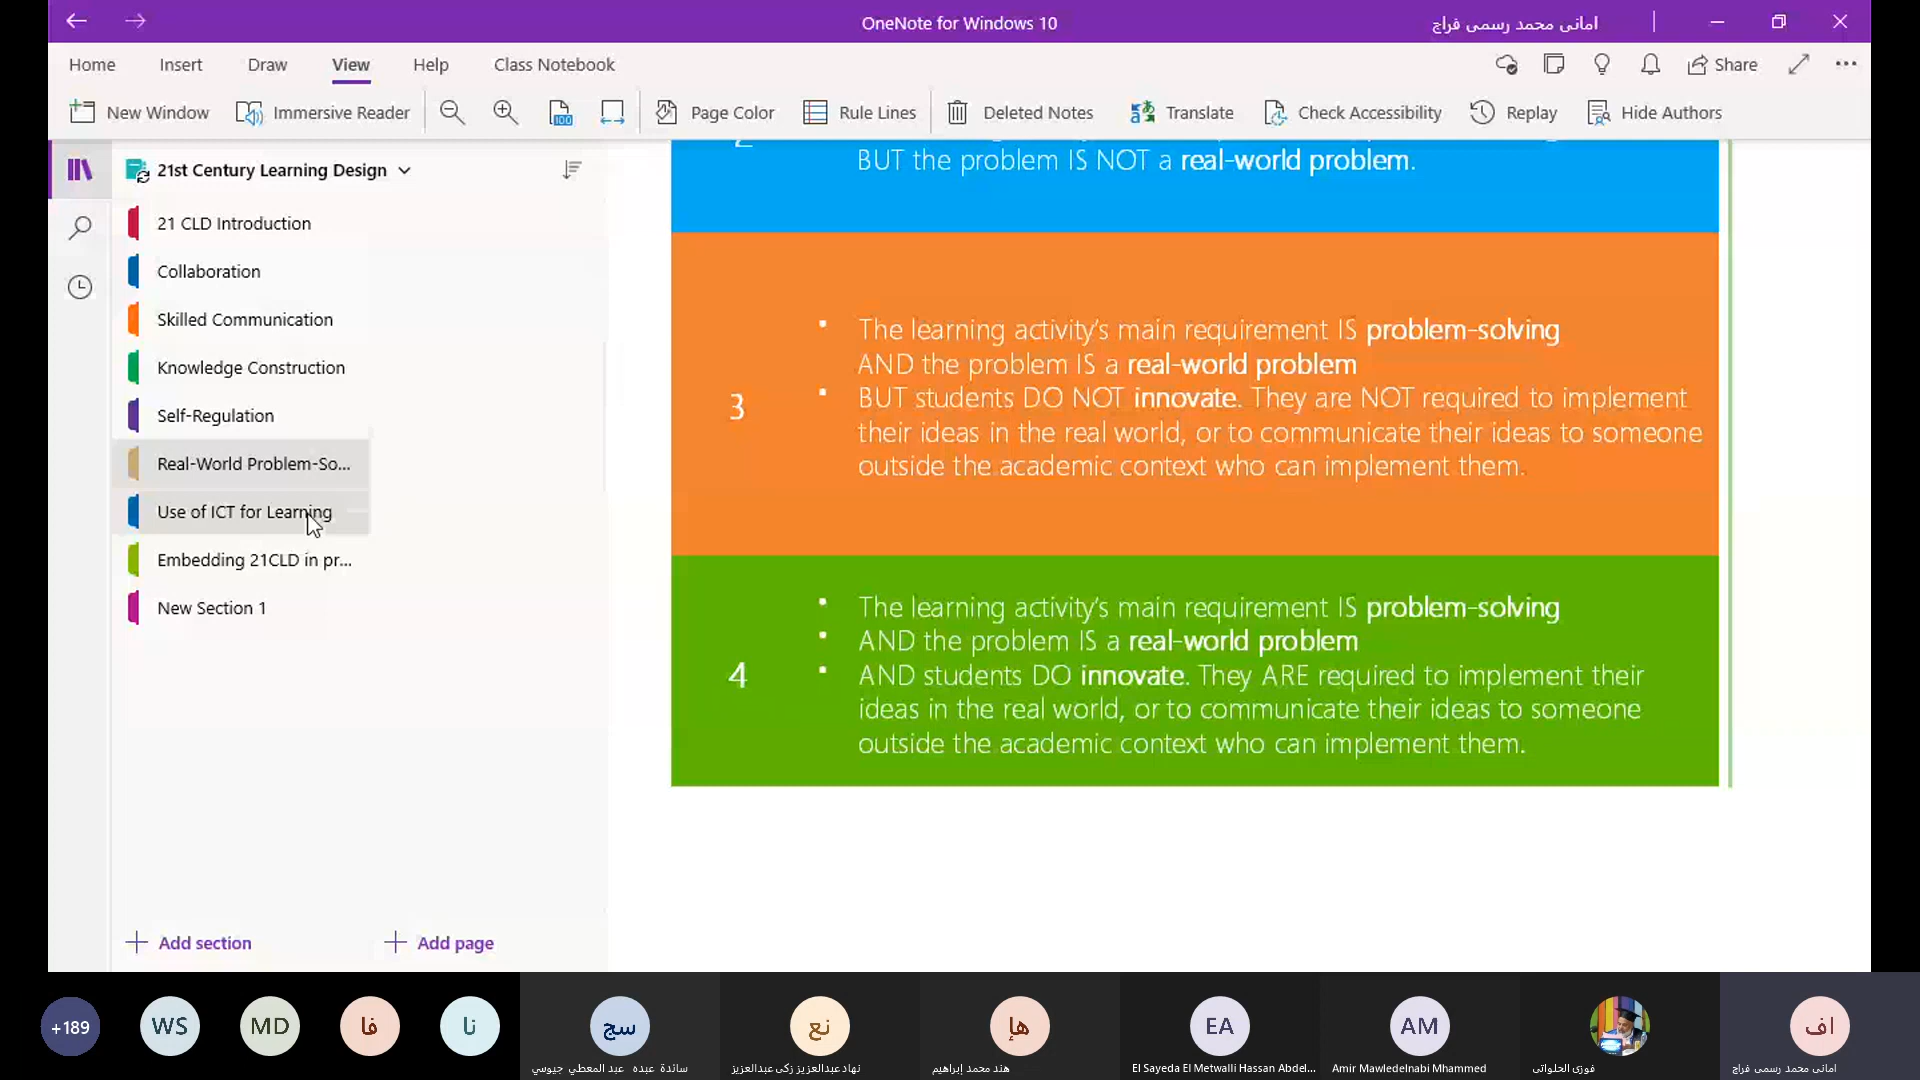 OneNote for Windows 10
امانى محمد رسمى فراج
Home Insert Draw View Help Class Notebook
Share
New Window Immersive Reader 100 Page Color Rule Lines Deleted Notes Translate Check Accessibility Replay Hide Authors
21st Century Learning Design
21 CLD Introduction
Collaboration
Skilled Communication
Knowledge Construction
Self-Regulation
Real-World Problem-So...
Use of ICT for Learning
Embedding 21CLD in pr...
New Section 1
Add section Add page
BUT the problem IS NOT a real-world problem.
3
• The learning activity’s main requirement IS problem-solving
AND the problem IS a real-world problem
• BUT students DO NOT innovate. They are NOT required to implement
their ideas in the real world, or to communicate their ideas to someone
outside the academic context who can implement them.
4
• The learning activity’s main requirement IS problem-solving
• AND the problem IS a real-world problem
• AND students DO innovate. They ARE required to implement their
ideas in the real world, or to communicate their ideas to someone
outside the academic context who can implement them.
+189 WS MD فا نا سج نع هإ EA AM اف
سائدة عبده عبد المعطي جيوسي
نهاد عبدالعزيز زكى عبدالعزيز
هند محمد إبراهيم
El Sayeda El Metwalli Hassan Abdel...
Amir Mawledelnabi Mhammed
فوزى الحلوانى
امانى محمد رسمى فراج